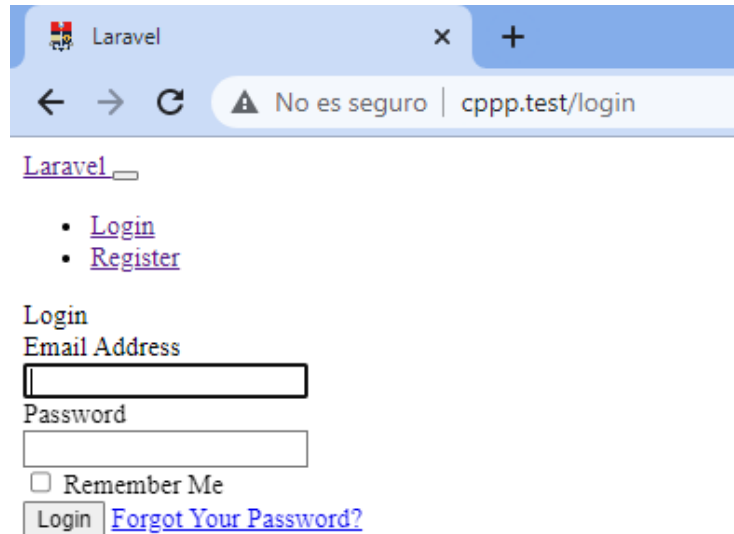 Laravel
No es seguro | cppp.test/login
Laravel
Login
Register
Login
Email Address
Password
Remember Me
Login Forgot Your Password?